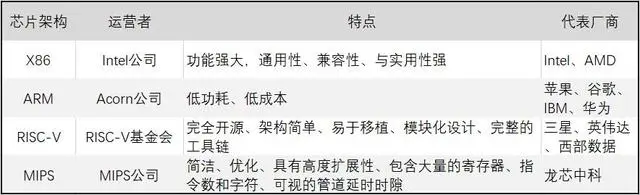 芯片架构 运营者 特点 代表厂商
X86 Intel公司 功能强大，通用性、兼容性、与实用性强 Intel、AMD
ARM Acorn公司 低功耗、低成本 苹果、谷歌、
IBM、华为
RISC-V RISC-V基金会 完全开源、架构简单、易于移植、模块化设计、完整的
工具链 三星、英伟达、
西部数据
MIPS MIPS公司 简洁、优化、具有高度扩展性、包含大量的寄存器、指
令数和字符、可视的管道延时时隙 龙芯中科